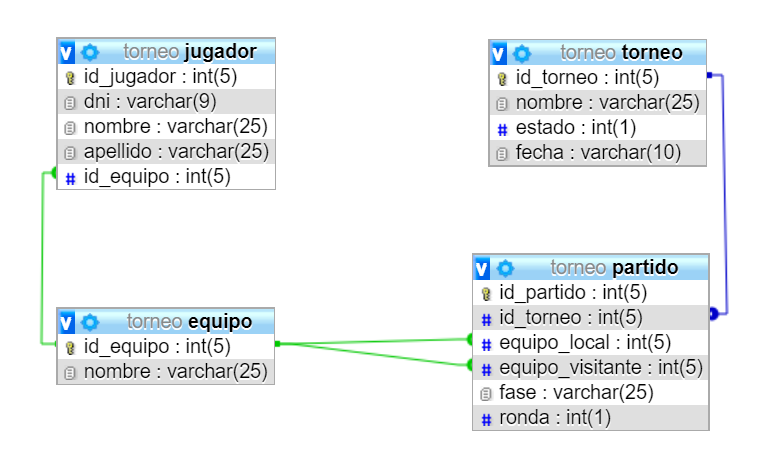 torneo jugador
id_jugador : int(5)
dni : varchar(9)
nombre : varchar(25)
apellido : varchar(25)
# id_equipo : int(5)
torneo torneo
id_torneo : int(5)
nombre : varchar(25)
# estado : int(1)
fecha : varchar(10)
torneo equipo
id_equipo : int(5)
nombre : varchar(25)
torneo partido
id_partido : int(5)
# id_torneo : int(5)
# equipo_local : int(5)
# equipo_visitante : int(5)
fase : varchar(25)
# ronda : int(1)